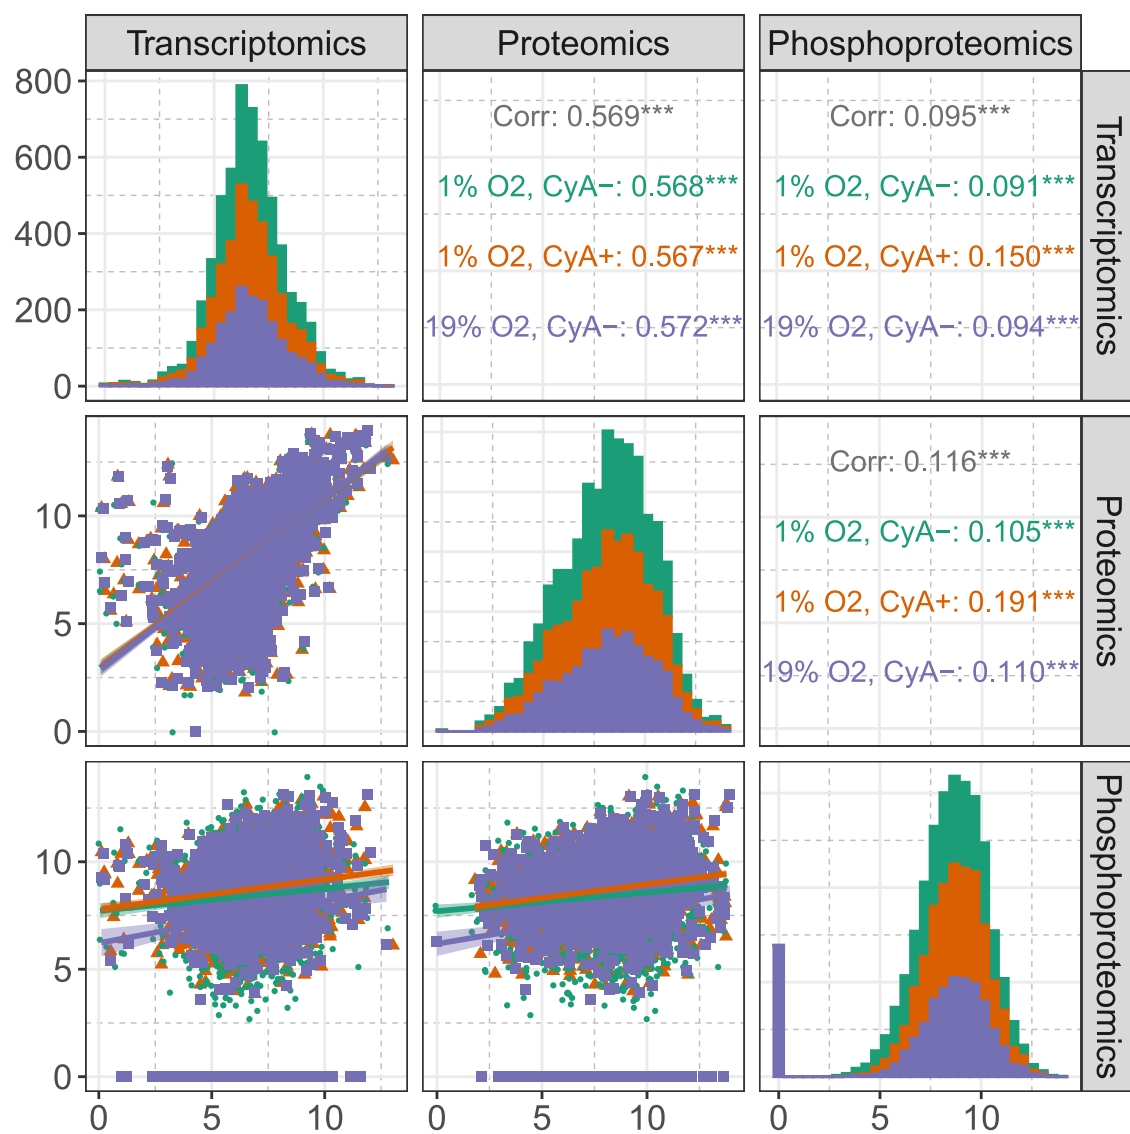 Transcriptomics Proteomics Phosphoproteomics
800
600
400
200
0
Corr: 0.569***
1% O2, CyA−: 0.568***
1% O2, CyA+: 0.567***
19% O2, CyA−: 0.572***
Corr: 0.095***
1% O2, CyA−: 0.091***
1% O2, CyA+: 0.150***
19% O2, CyA−: 0.094***
Transcriptomics
10
5
0
Corr: 0.116***
1% O2, CyA−: 0.105***
1% O2, CyA+: 0.191***
19% O2, CyA−: 0.110***
Proteomics
10
5
0
Phosphoproteomics
0 5 10 0 5 10 0 5 10